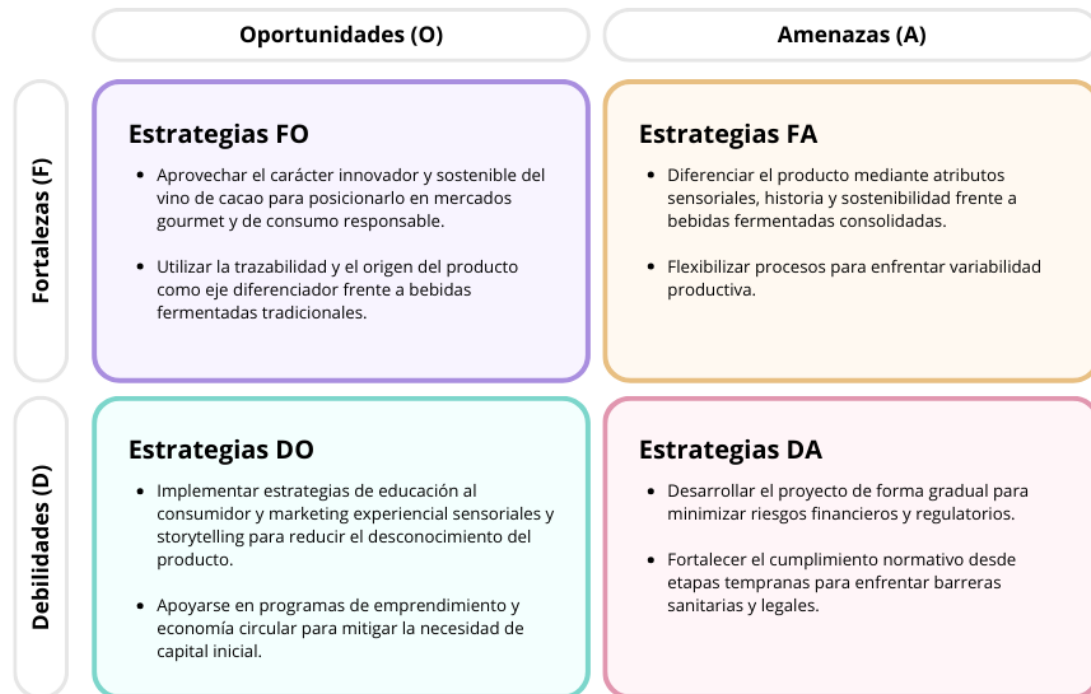 Oportunidades (O)
Amenazas (A)
Fortalezas (F)
Estrategias FO
Aprovechar el carácter innovador y sostenible del
vino de cacao para posicionarlo en mercados
gourmet y de consumo responsable.
Utilizar la trazabilidad y el origen del producto
como eje diferenciador frente a bebidas
fermentadas tradicionales.
Estrategias FA
Diferenciar el producto mediante atributos
sensoriales, historia y sostenibilidad frente a
bebidas fermentadas consolidadas.
Flexibilizar procesos para enfrentar variabilidad
productiva.
Debilidades (D)
Estrategias DO
Implementar estrategias de educación al
consumidor y marketing experiencial sensoriales y
storytelling para reducir el desconocimiento del
producto.
Apoyarse en programas de emprendimiento y
economía circular para mitigar la necesidad de
capital inicial.
Estrategias DA
Desarrollar el proyecto de forma gradual para
minimizar riesgos financieros y regulatorios.
Fortalecer el cumplimiento normativo desde
etapas tempranas para enfrentar barreras
sanitarias y legales.